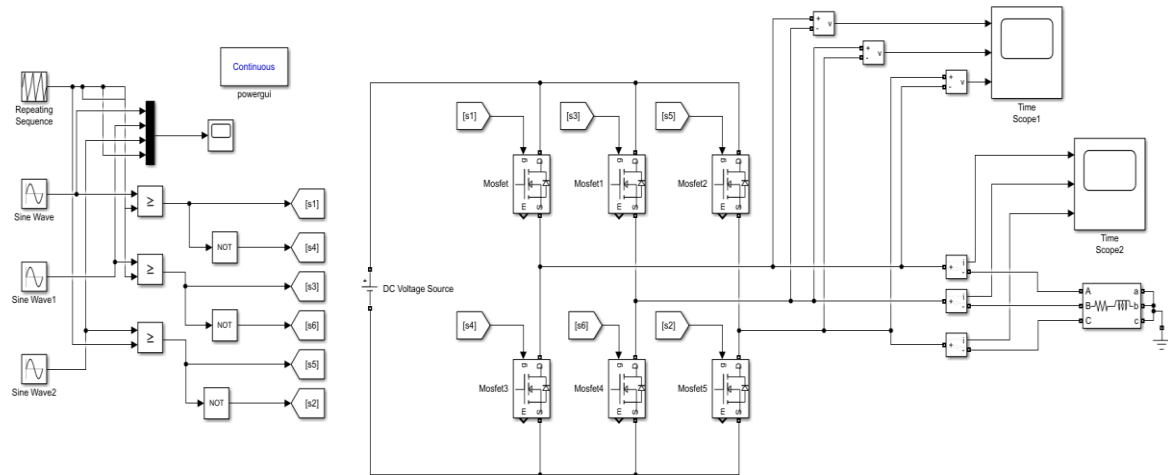 Continuous
powergui
Repeating
Sequence
Sine Wave
≥
[s1]
NOT
[s4]
Sine Wave1
≥
[s3]
NOT
[s6]
Sine Wave2
≥
[s5]
NOT
[s2]
DC Voltage Source
+
[s1]
[s3]
[s5]
g
D
Mosfet
m
S
g
D
Mosfet1
m
S
g
D
Mosfet2
m
S
[s4]
[s6]
[s2]
g
D
Mosfet3
m
S
g
D
Mosfet4
m
S
g
D
Mosfet5
m
S
+
-
v
+
-
v
+
-
v
Time
Scope1
Time
Scope2
+
i
-
+
i
-
+
i
-
A
B
C
a
b
c